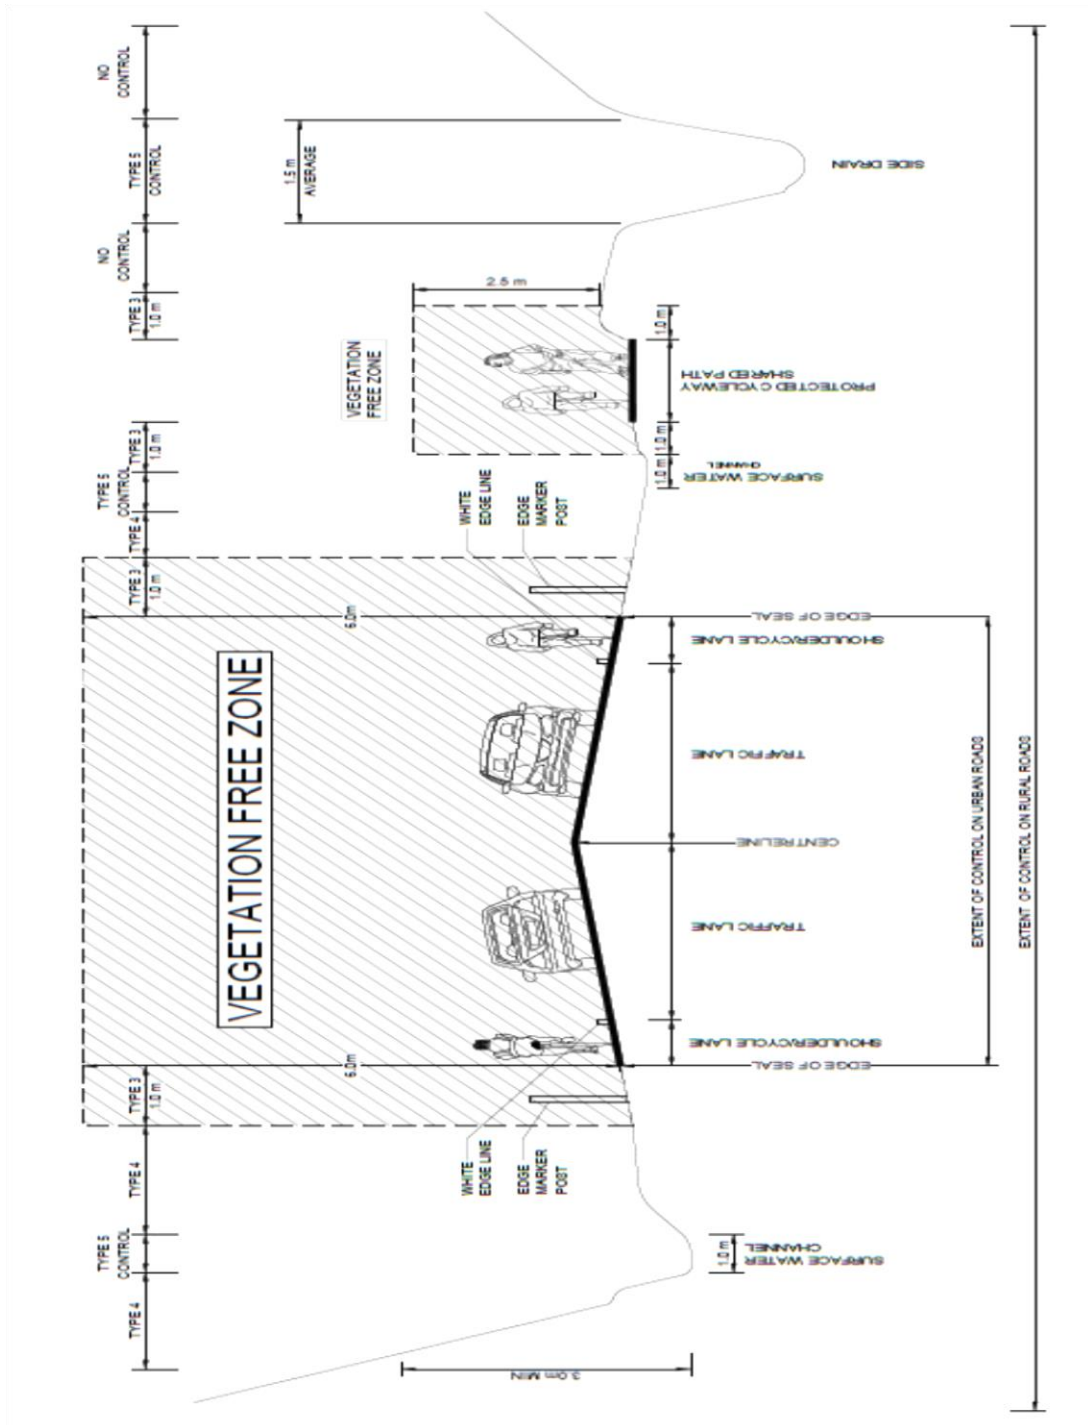 TYPE 4
TYPE 5
CONTROL
TYPE 4
TYPE 3
1.0 m
TYPE 3
1.0 m
TYPE 4
TYPE 5
CONTROL
TYPE 3
1.0 m
TYPE 3
1.0 m
NO
CONTROL
TYPE 5
CONTROL
NO
CONTROL
6.0m
6.0m
VEGETATION FREE ZONE
1.5 m
AVERAGE
VEGETATION
FREE ZONE
2.5 m
WHITE
EDGE LINE
EDGE
MARKER
POST
WHITE
EDGE LINE
EDGE
MARKER
POST
3.0m MIN
1.0 m
SURFACE WATER
CHANNEL
EDGE OF SEAL
SHOULDER/CYCLE LANE
TRAFFIC LANE
CENTRELINE
TRAFFIC LANE
SHOULDER/CYCLE LANE
EDGE OF SEAL
1.0 m
SURFACE WATER
CHANNEL
1.0 m
PROTECTED CYCLEWAY
SHARED PATH
1.0 m
SIDE DRAIN
EXTENT OF CONTROL ON URBAN ROADS
EXTENT OF CONTROL ON RURAL ROADS